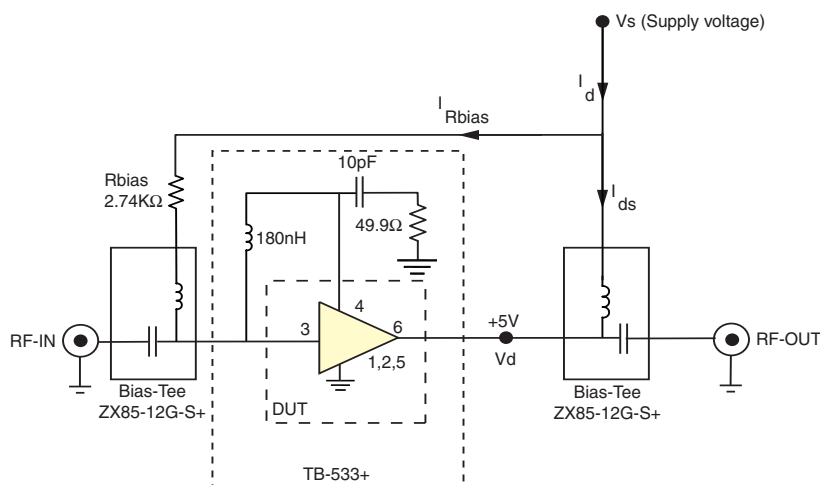 Vs (Supply voltage)
I d
I Rbias
10pF
Rbias
2.74KΩ
I ds
49.9Ω
180nH
4
3
6
+5V
RF-IN
RF-OUT
1,2,5
Vd
Bias-Tee
ZX85-12G-S+
DUT
Bias-Tee
ZX85-12G-S+
TB-533+